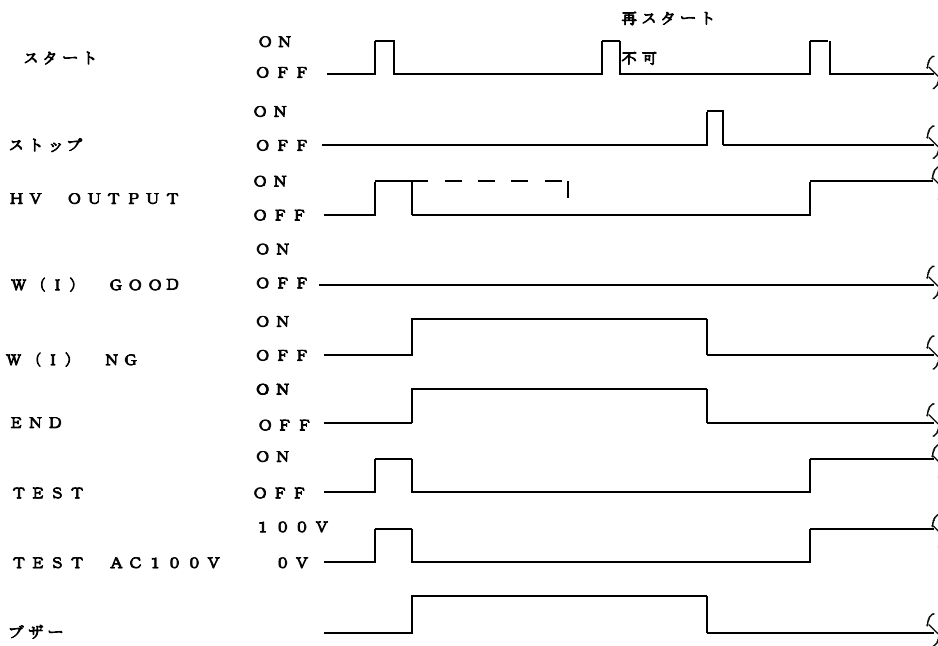 再スタート
不可
スタート
ON
OFF
ストップ
ON
OFF
HV OUTPUT
ON
OFF
W(I) GOOD
ON
OFF
W(I) NG
ON
OFF
END
ON
OFF
TEST
ON
OFF
TEST AC100V
100V
0V
ブザー